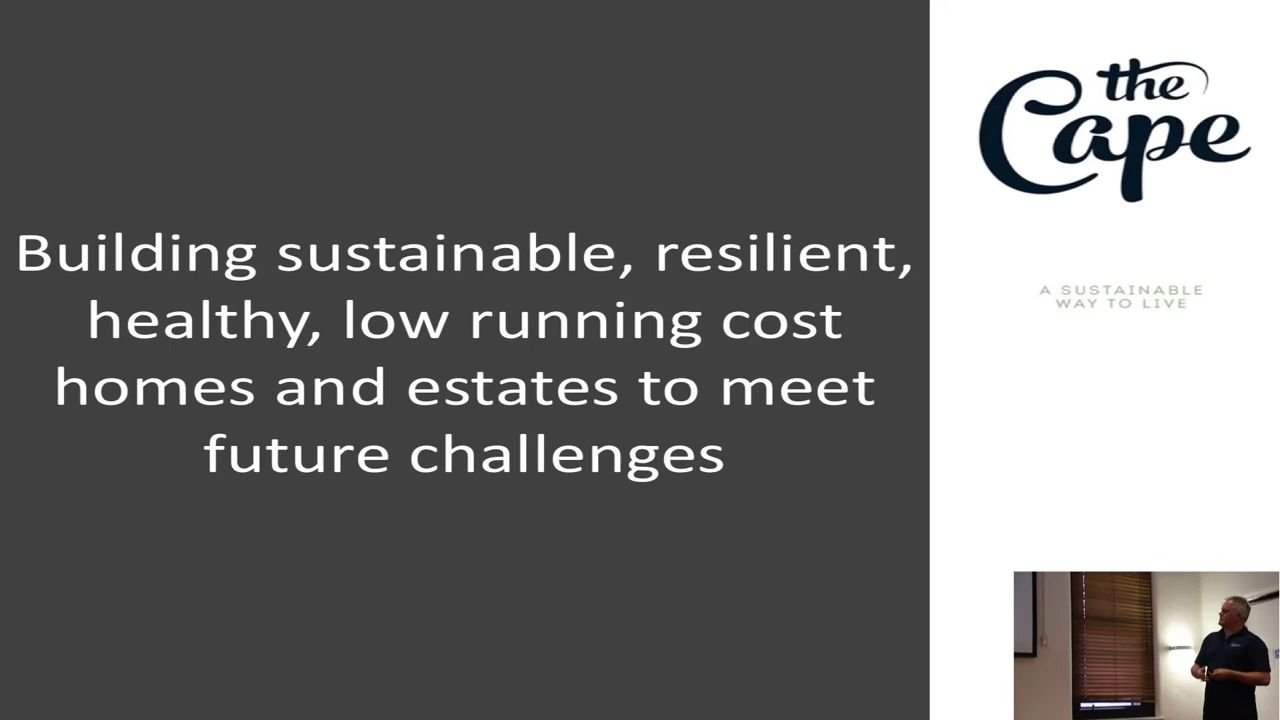 the
Cape
A SUSTAINABLE
WAY TO LIVE
Building sustainable, resilient,
healthy, low running cost
homes and estates to meet
future challenges